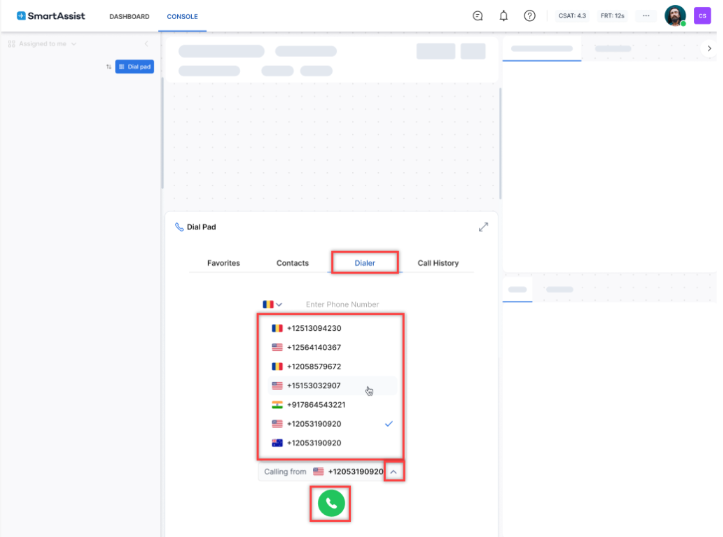 SmartAssist DASHBOARD CONSOLE CSAT: 4.3 FRT: 12s CS
Assigned to me
Dial pad
Dial Pad
Favorites Contacts Dialer Call History
Enter Phone Number
+12513094230
+12564140367
+12058579672
+15153032907
+917864543221
+12053190920
+12053190920
Calling from +12053190920